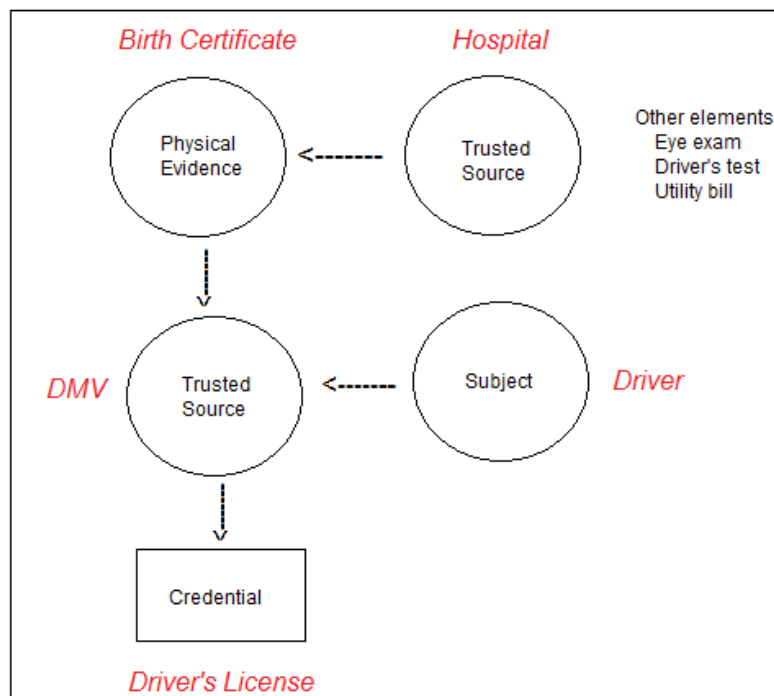 Birth Certificate
Hospital
Physical
Evidence
<-------
Trusted
Source
Other elements
Eye exam
Driver's test
Utility bill
DMV
Trusted
Source
<-------
Subject
Driver
Credential
Driver's License